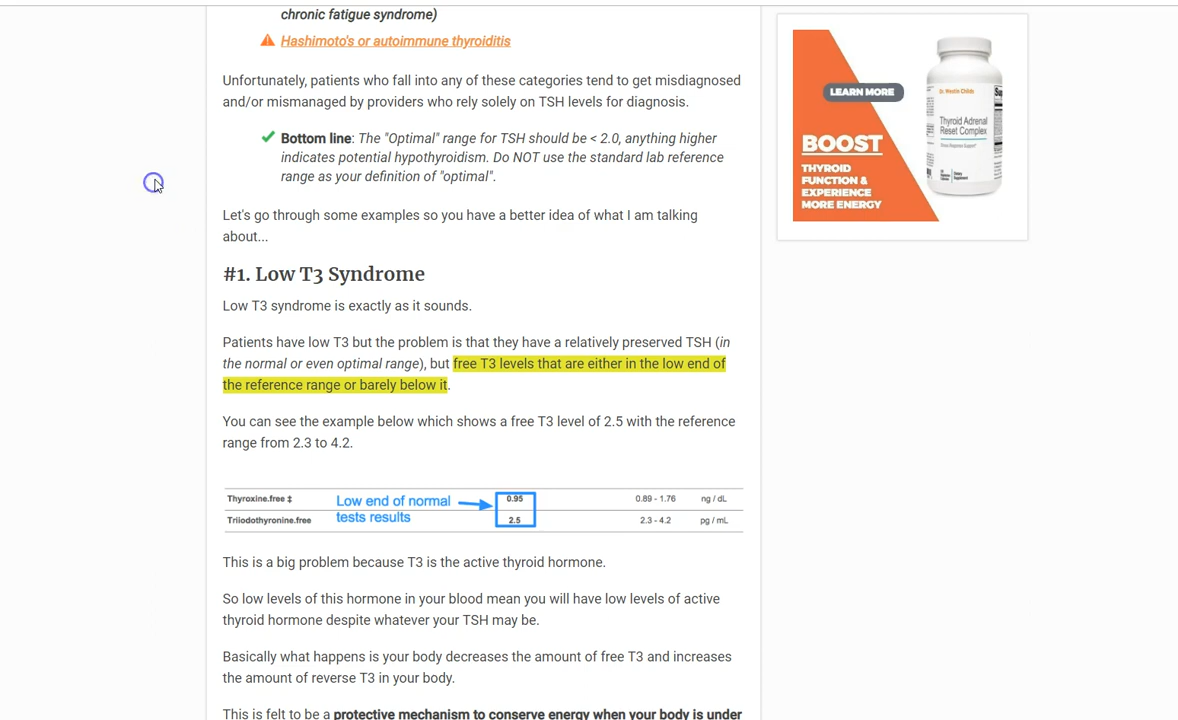 chronic fatigue syndrome)
Hashimoto's or autoimmune thyroiditis
Unfortunately, patients who fall into any of these categories tend to get misdiagnosed
and/or mismanaged by providers who rely solely on TSH levels for diagnosis.
Bottom line: The "Optimal" range for TSH should be < 2.0, anything higher
indicates potential hypothyroidism. Do NOT use the standard lab reference
range as your definition of "optimal".
Let's go through some examples so you have a better idea of what I am talking
about...
#1. Low T3 Syndrome
Low T3 syndrome is exactly as it sounds.
Patients have low T3 but the problem is that they have a relatively preserved TSH (in
the normal or even optimal range), but free T3 levels that are either in the low end of
the reference range or barely below it.
You can see the example below which shows a free T3 level of 2.5 with the reference
range from 2.3 to 4.2.
Thyroxine.free ‡ Low end of normal 0.95 0.89 - 1.76 ng / dL
Triiodothyronine.free tests results 2.5 2.3 - 4.2 pg / mL
This is a big problem because T3 is the active thyroid hormone.
So low levels of this hormone in your blood mean you will have low levels of active
thyroid hormone despite whatever your TSH may be.
Basically what happens is your body decreases the amount of free T3 and increases
the amount of reverse T3 in your body.
This is felt to be a protective mechanism to conserve energy when your body is under
LEARN MORE
BOOST
THYROID
FUNCTION &
EXPERIENCE
MORE ENERGY
Dr. Westin Childs
Thyroid Adrenal
Reset Complex